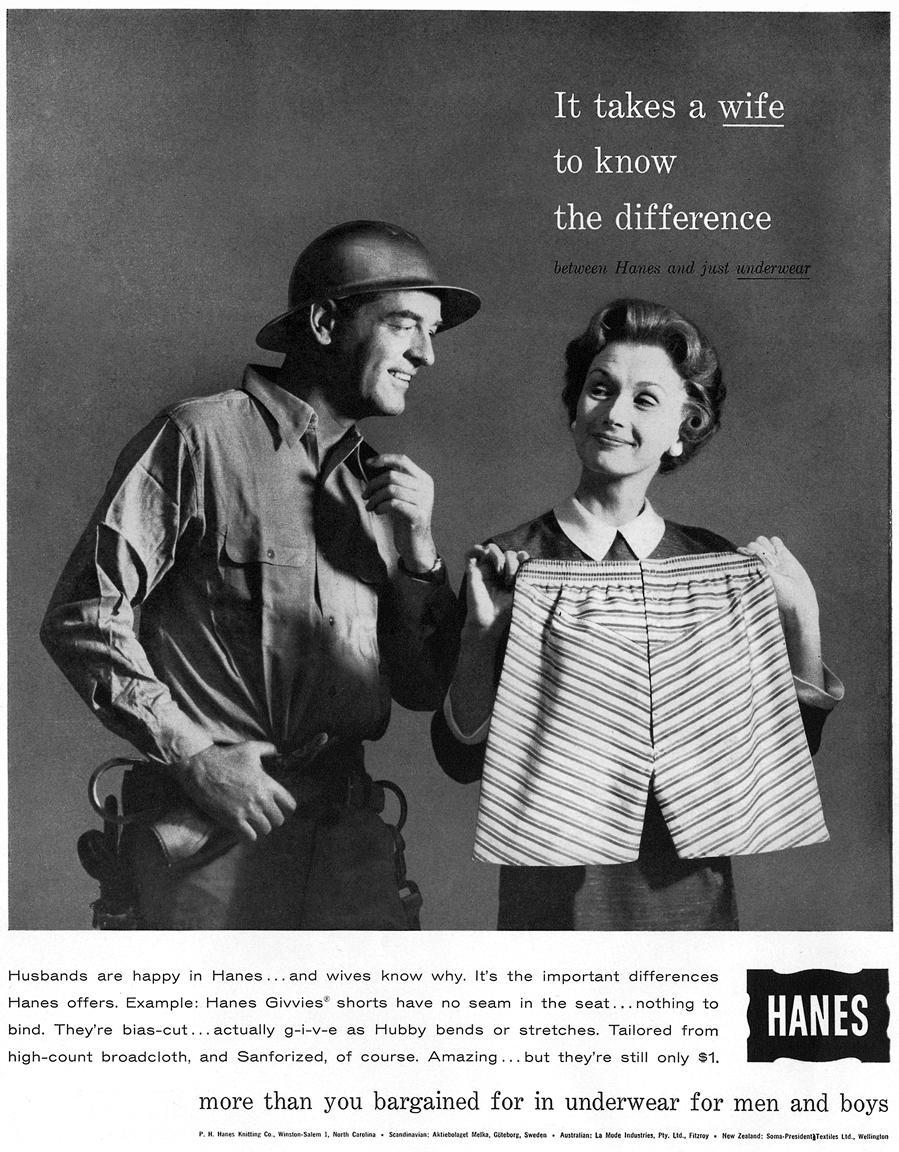 It takes a wife
to know
the difference
between Hanes and just underwear
Husbands are happy in Hanes...and wives know why. It's the important differences
Hanes offers. Example: Hanes Givvies® shorts have no seam in the seat...nothing to
bind. They're bias-cut...actually g-i-v-e as Hubby bends or stretches. Tailored from
high-count broadcloth, and Sanforized, of course. Amazing...but they're still only $1.
HANES
more than you bargained for in underwear for men and boys
P. H. Hanes Knitting Co., Winston-Salem 1, North Carolina • Scandinavian: Aktiebolaget Melka, Göteborg, Sweden • Australian: La Mode Industries, Pty. Ltd., Fitzroy • New Zealand: Soma-President Textiles Ltd., Wellington